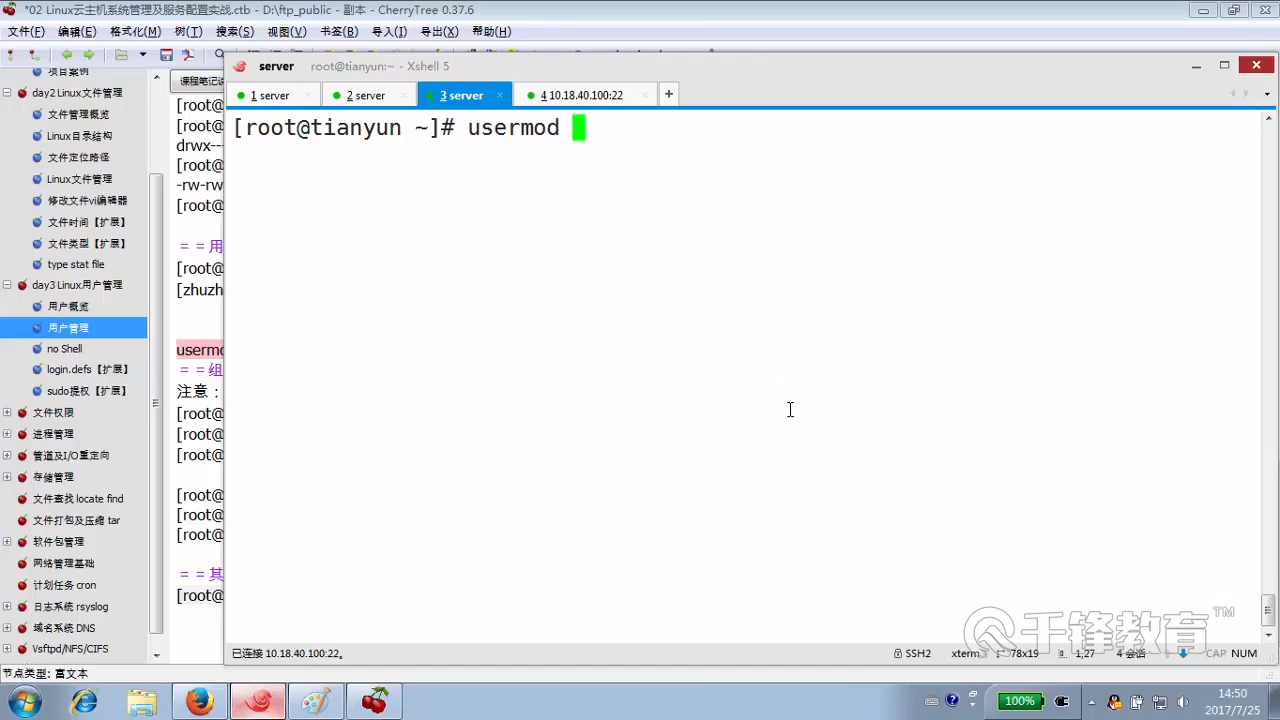 *02 Linux云主机系统管理及服务配置实战.ctb - D:\ftp_public - 副本 - CherryTree 0.37.6
文件(F) 编辑(E) 格式化(M) 树(T) 搜索(S) 视图(V) 书签(B) 导入(I) 导出(X) 帮助(H)
项目案例
day2 Linux文件管理
文件管理概览
Linux目录结构
文件定位路径
Linux文件管理
修改文件vi编辑器
文件时间【扩展】
文件类型【扩展】
type stat file
day3 Linux用户管理
用户概览
用户管理
no Shell
login.defs【扩展】
sudo提权【扩展】
文件权限
进程管理
管道及I/O重定向
存储管理
文件查找 locate find
文件打包及压缩 tar
软件包管理
网络管理基础
计划任务 cron
日志系统 rsyslog
域名系统 DNS
Vsftpd/NFS/CIFS
节点类型: 富文本
课程笔记
[root@
[root@
drwx--
[root@
-rw-rw
[root@
==用
[root@
[zhuzh
usermo
==组
注意：
[root@
[root@
[root@
[root@
[root@
[root@
==其
[root@
server root@tianyun:~ - Xshell 5
1 server 2 server 3 server 4 10.18.40.100:22 +
[root@tianyun ~]# usermod
千锋教育™
已连接 10.18.40.100:22。 SSH2 xterm 78x19 1,27 4 会话 CAP NUM
100%
14:50
2017/7/25